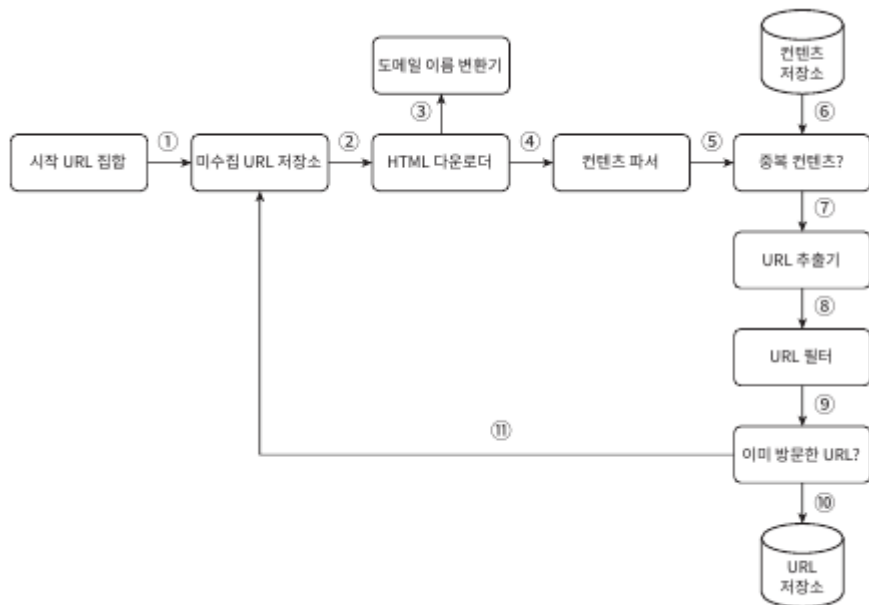 컨텐츠
저장소
도메일 이름 변환기
③
⑥
①
②
④
⑤
시작 URL 집합
미수집 URL 저장소
HTML 다운로더
컨텐츠 파서
중복 컨텐츠?
⑦
URL 추출기
⑧
URL 필터
⑨
⑪
이미 방문한 URL?
⑩
URL
저장소